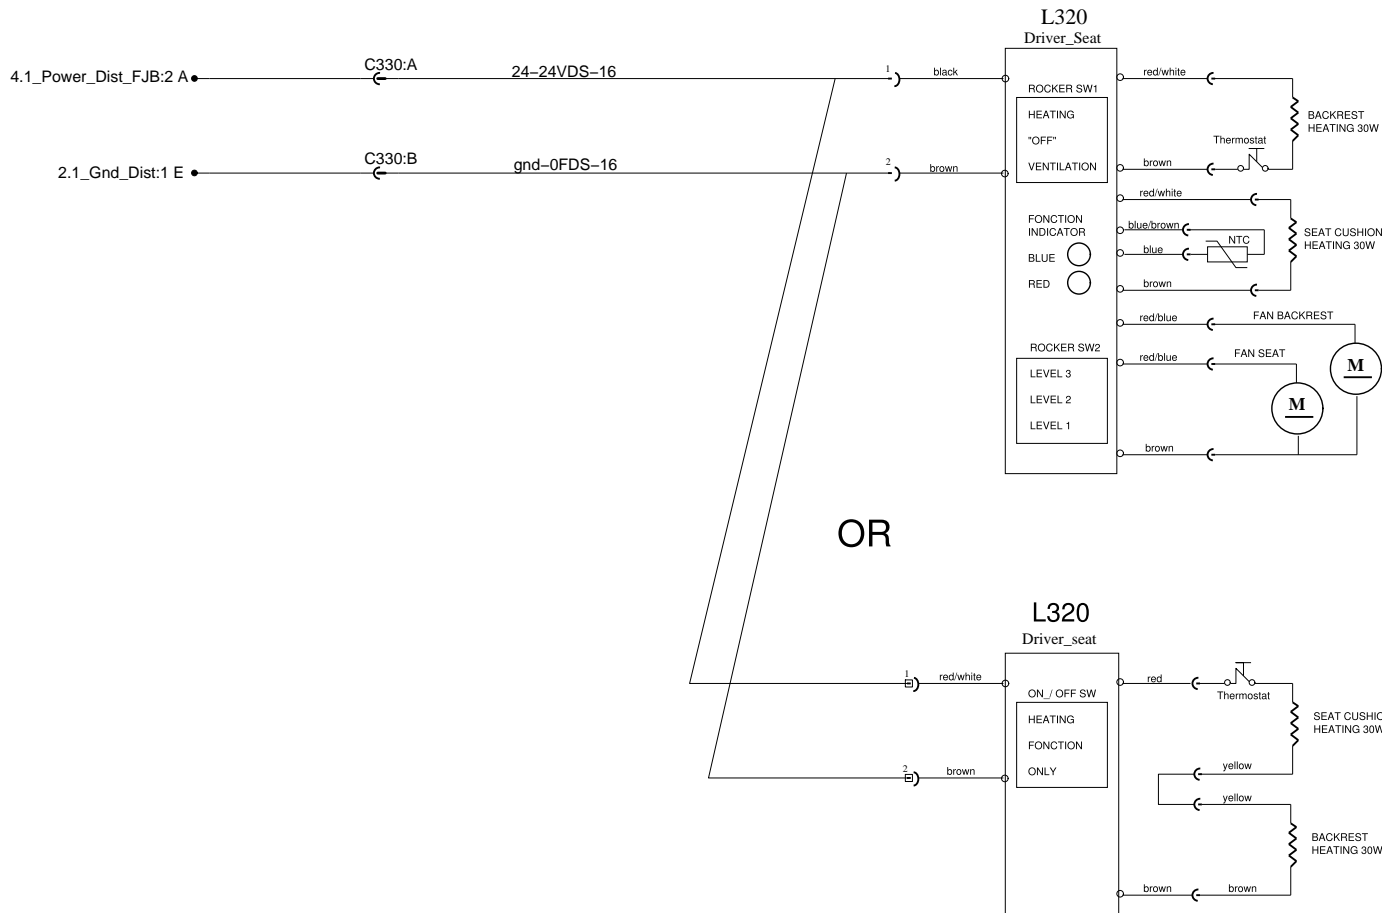 L320
Driver_Seat
4.1_Power_Dist_FJB:2 A
C330:A
24−24VDS−16
1
black
red/white
ROCKER SW1
HEATING
"OFF"
VENTILATION
BACKREST
HEATING 30W
Thermostat
2.1_Gnd_Dist:1 E
C330:B
gnd−0FDS−16
2
brown
brown
red/white
FONCTION
INDICATOR
BLUE
RED
blue/brown
blue
NTC
SEAT CUSHION
HEATING 30W
brown
red/blue
FAN BACKREST
ROCKER SW2
LEVEL 3
LEVEL 2
LEVEL 1
red/blue
FAN SEAT
M
M
brown
OR
L320
Driver_seat
1
red/white
red
Thermostat
ON_/ OFF SW
HEATING
FONCTION
ONLY
SEAT CUSHIO
HEATING 30W
2
brown
yellow
yellow
BACKREST
HEATING 30W
brown
brown